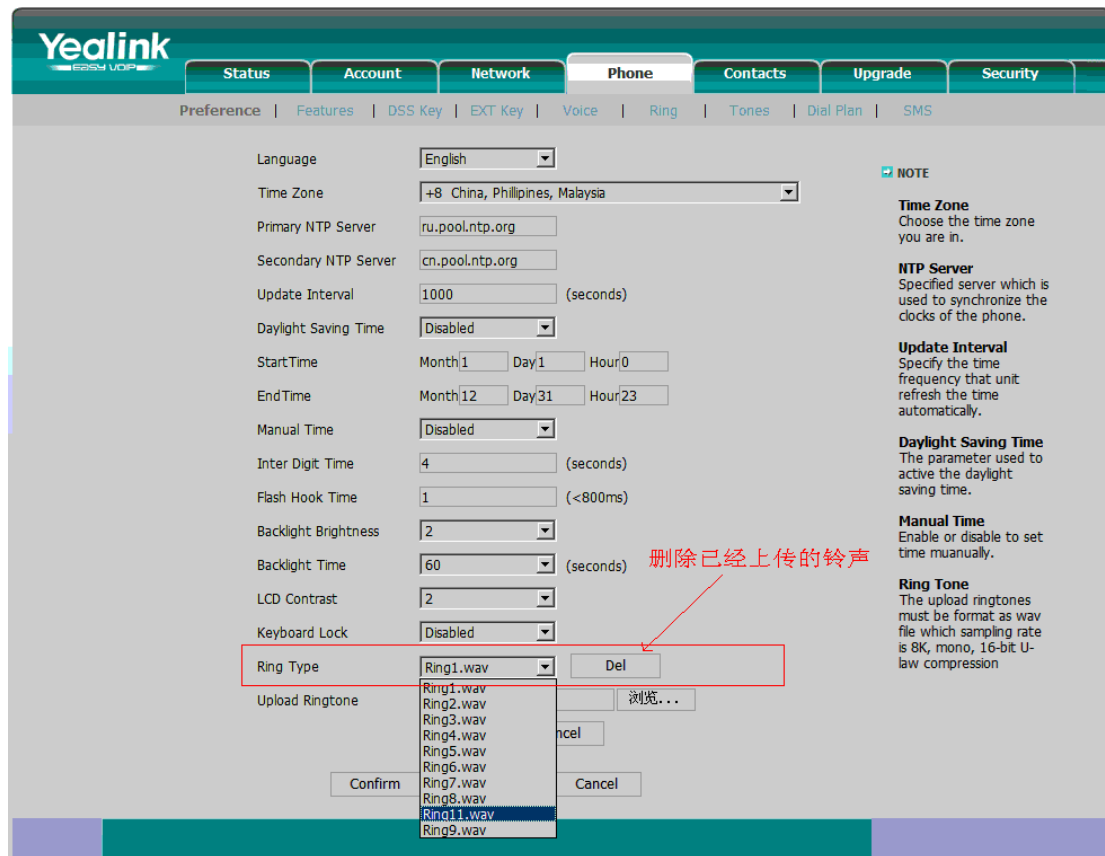 Yealink
EASY VOIP
Status Account Network Phone Contacts Upgrade Security
Preference | Features | DSS Key | EXT Key | Voice | Ring | Tones | Dial Plan | SMS
Language English
Time Zone +8 China, Phillipines, Malaysia
Primary NTP Server ru.pool.ntp.org
Secondary NTP Server cn.pool.ntp.org
Update Interval 1000 (seconds)
Daylight Saving Time Disabled
StartTime Month 1 Day 1 Hour 0
EndTime Month 12 Day 31 Hour 23
Manual Time Disabled
Inter Digit Time 4 (seconds)
Flash Hook Time 1 (<800ms)
Backlight Brightness 2
Backlight Time 60 (seconds)
删除已经上传的铃声
LCD Contrast 2
Keyboard Lock Disabled
Ring Type Ring1.wav Del
Ring1.wav
Upload Ringtone 浏览...
Ring2.wav
Ring3.wav
Ring4.wav
ncel
Ring5.wav
Ring6.wav
Ring7.wav
Confirm Cancel
Ring8.wav
Ring11.wav
Ring9.wav
NOTE
Time Zone
Choose the time zone
you are in.
NTP Server
Specified server which is
used to synchronize the
clocks of the phone.
Update Interval
Specify the time
frequency that unit
refresh the time
automatically.
Daylight Saving Time
The parameter used to
active the daylight
saving time.
Manual Time
Enable or disable to set
time muanually.
Ring Tone
The upload ringtones
must be format as wav
file which sampling rate
is 8K, mono, 16-bit U-
law compression